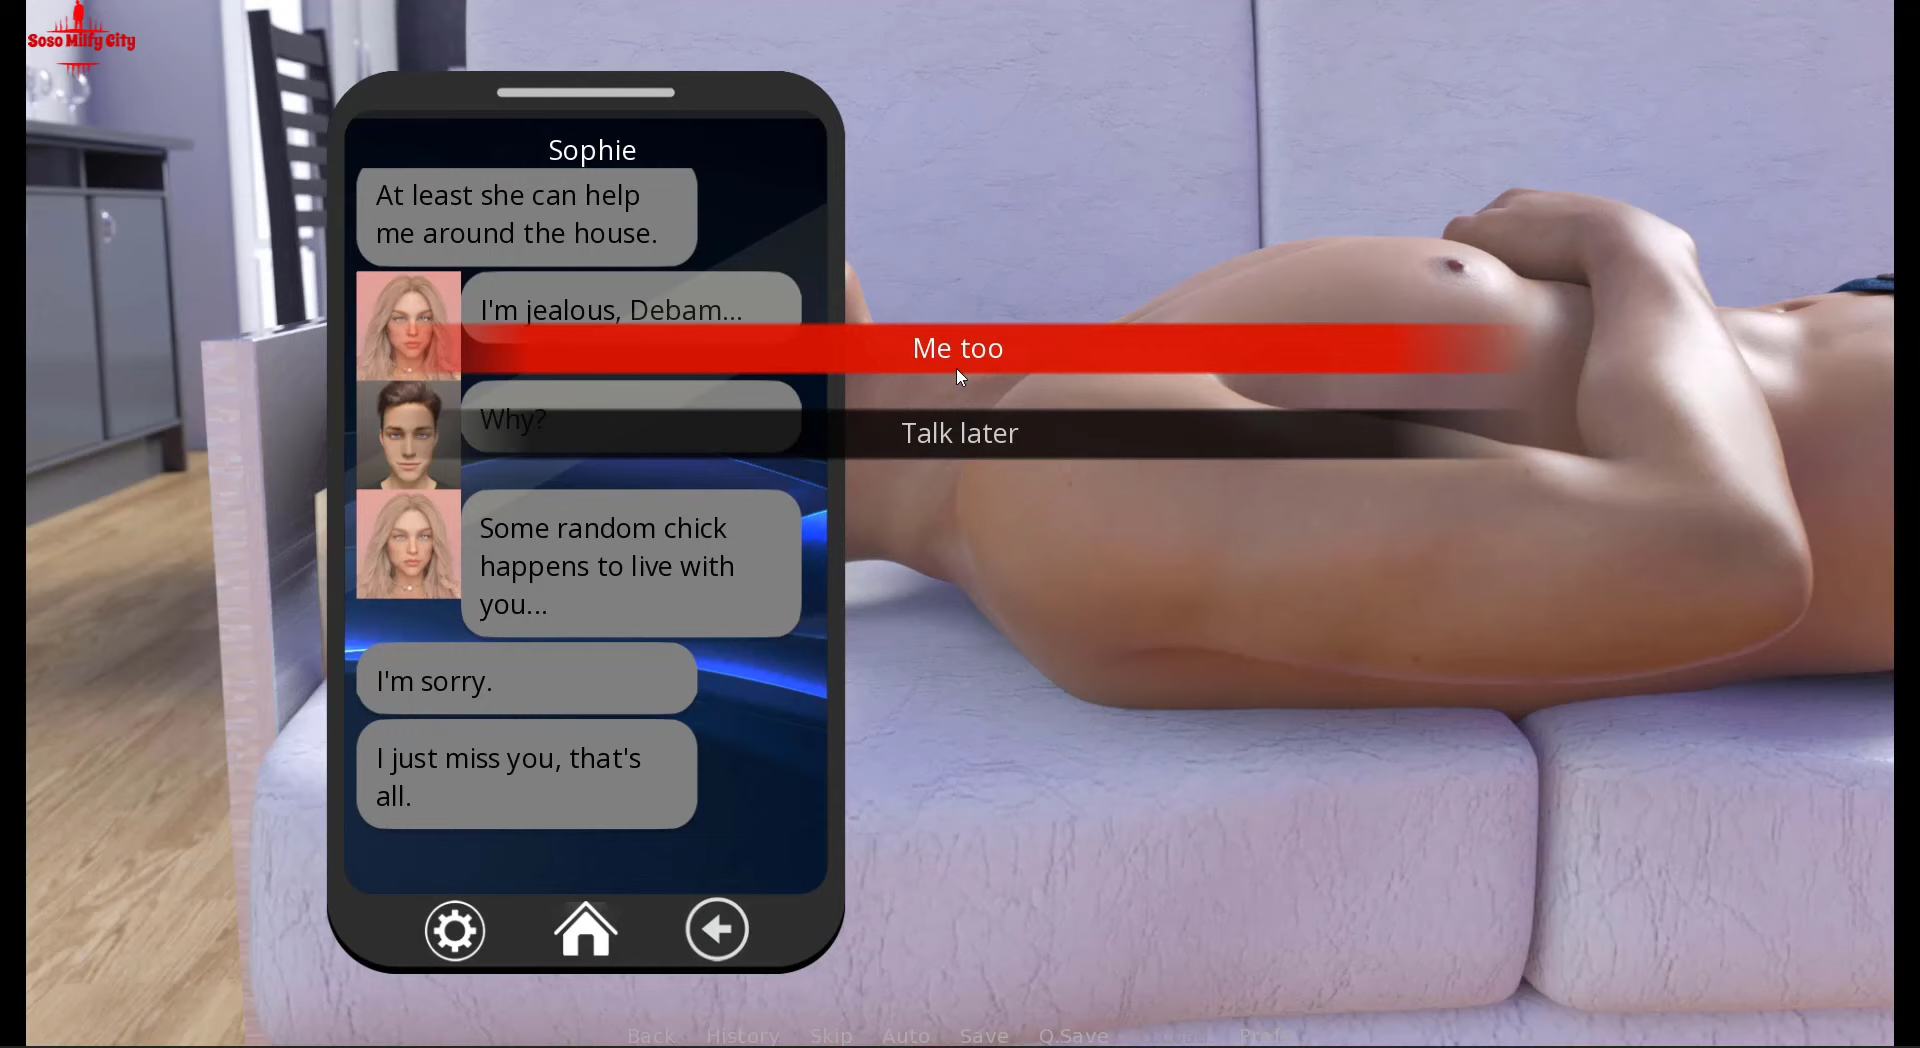 Soso Milfy City
Sophie
At least she can help
me around the house.
I'm jealous, Debam...
Me too
Why?
Talk later
Some random chick
happens to live with
you...
I'm sorry.
I just miss you, that's
all.
Back History Skip Auto Save Q.Save Prefs